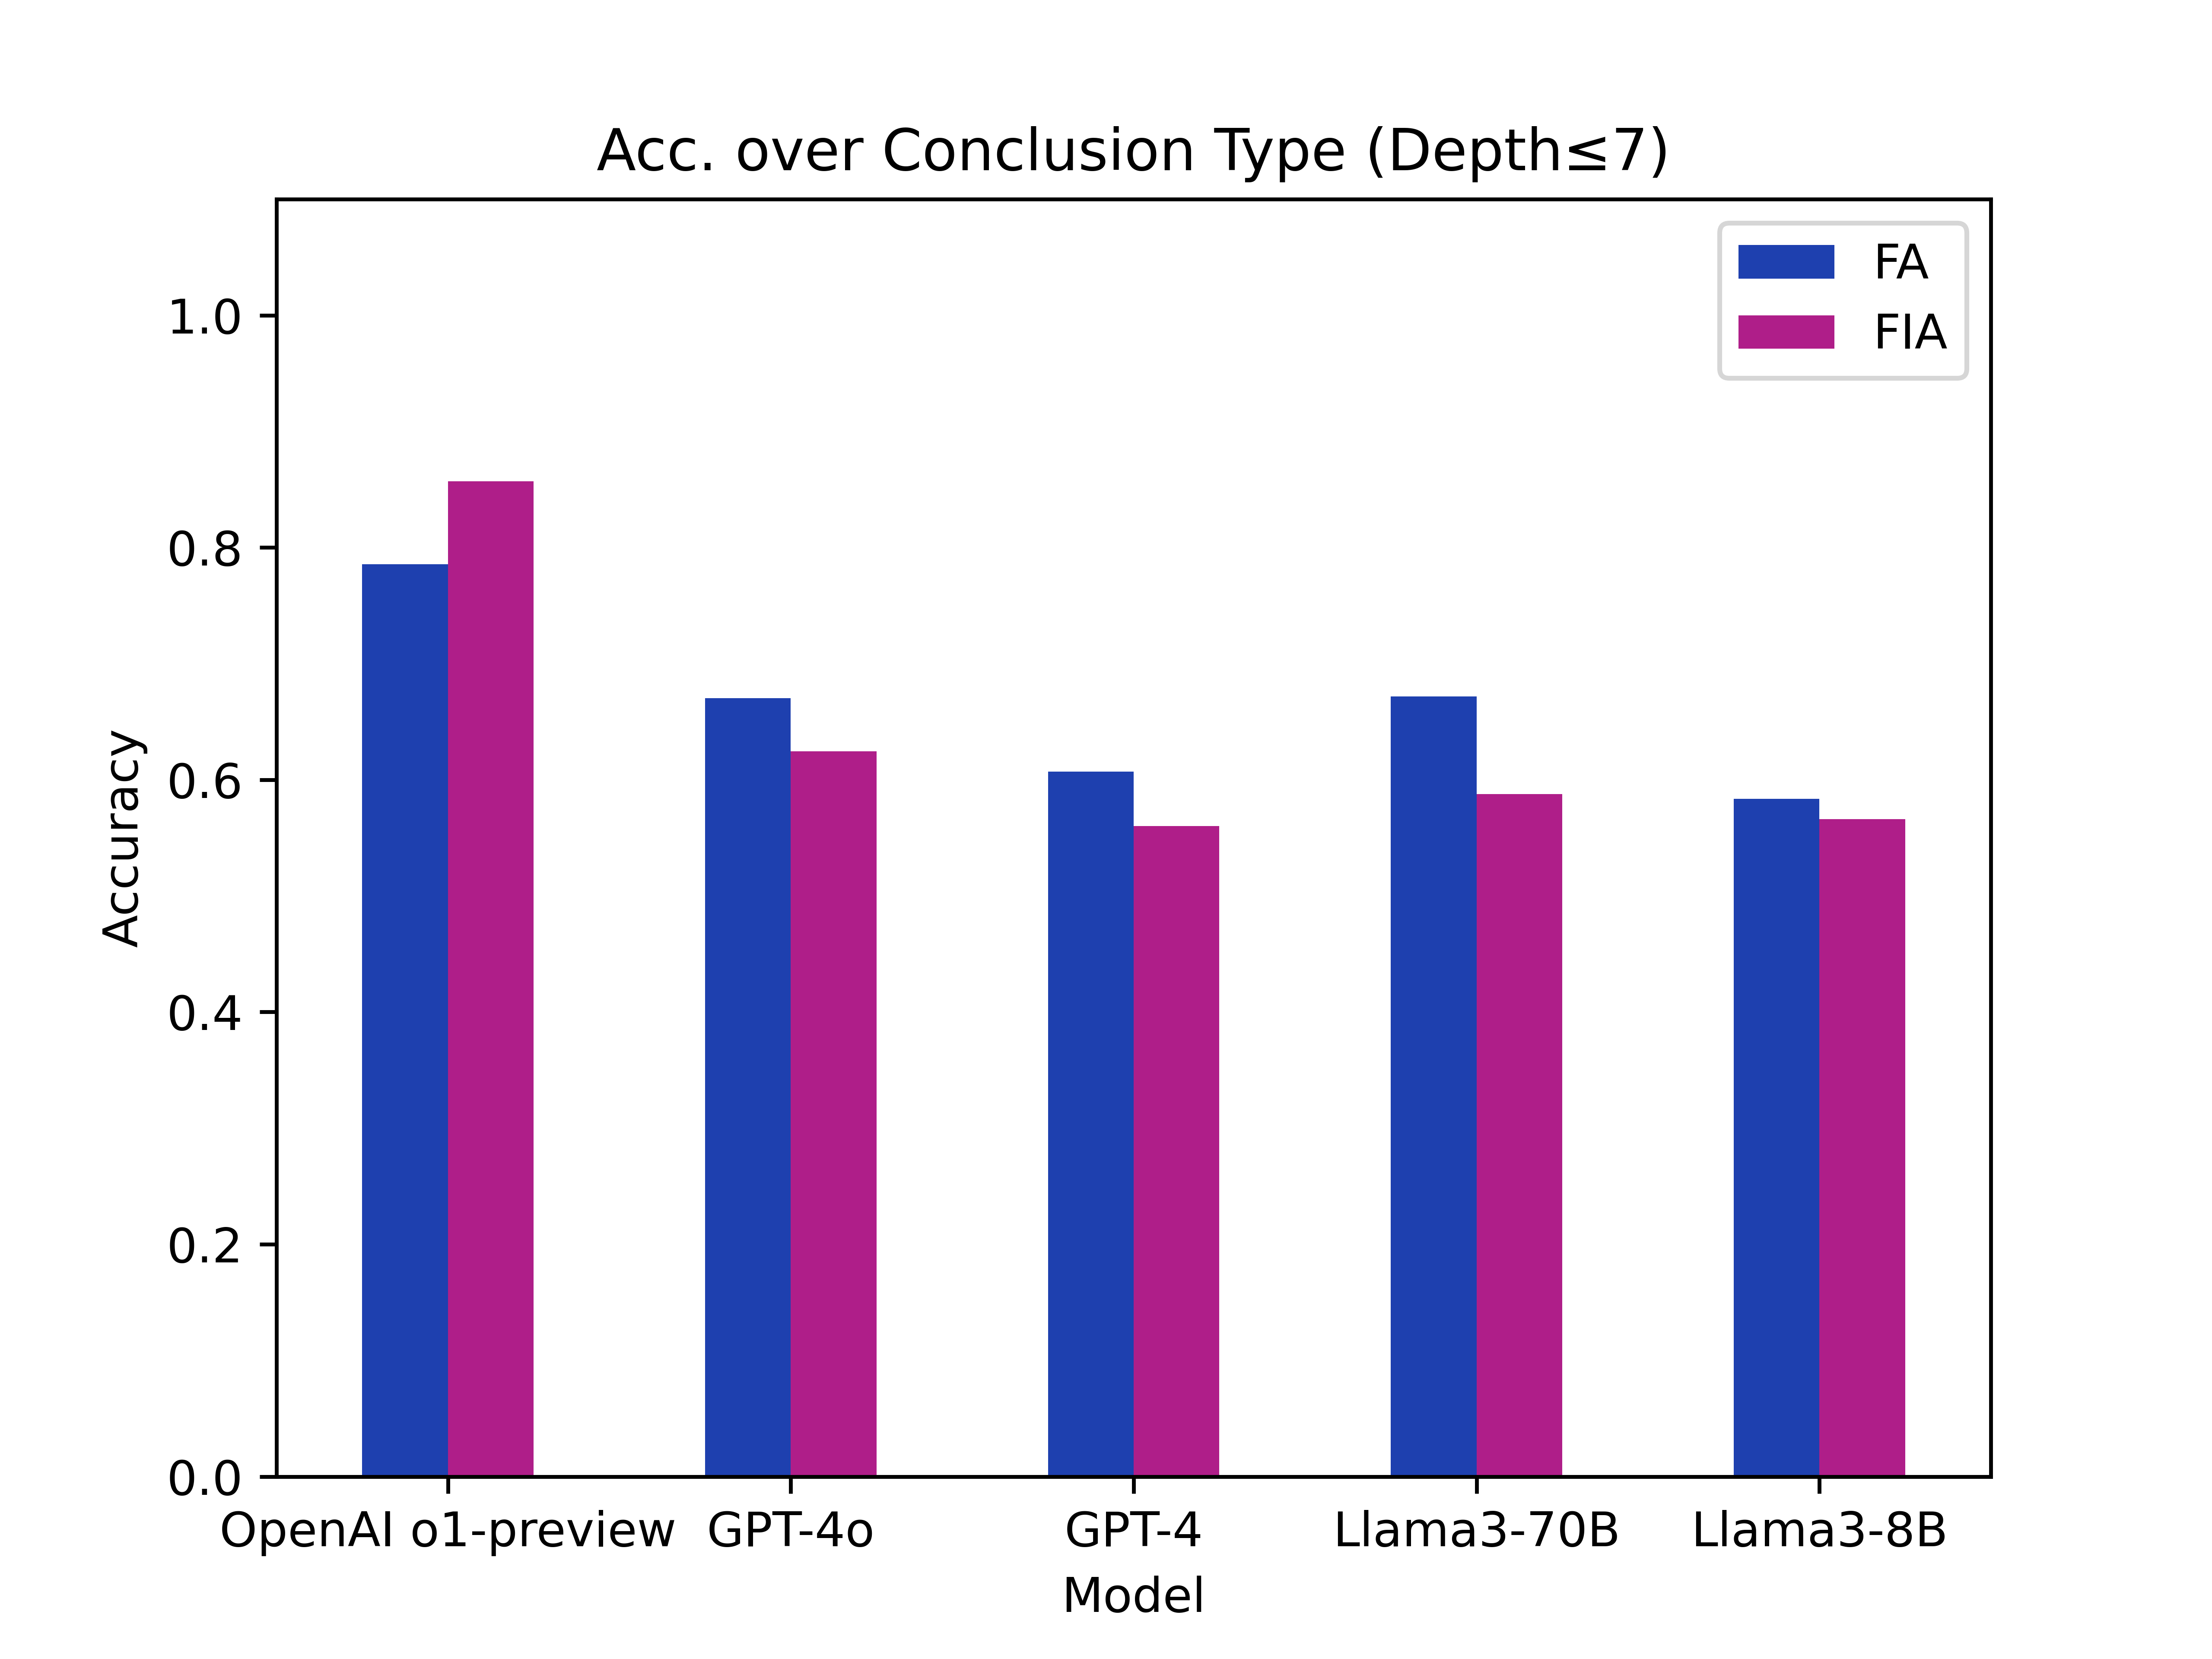 Acc. over Conclusion Type (Depth≤7)
FA
FIA
1.0
0.8
0.6
0.4
0.2
0.0
Accuracy
OpenAI o1-preview GPT-4o GPT-4 Llama3-70B Llama3-8B
Model